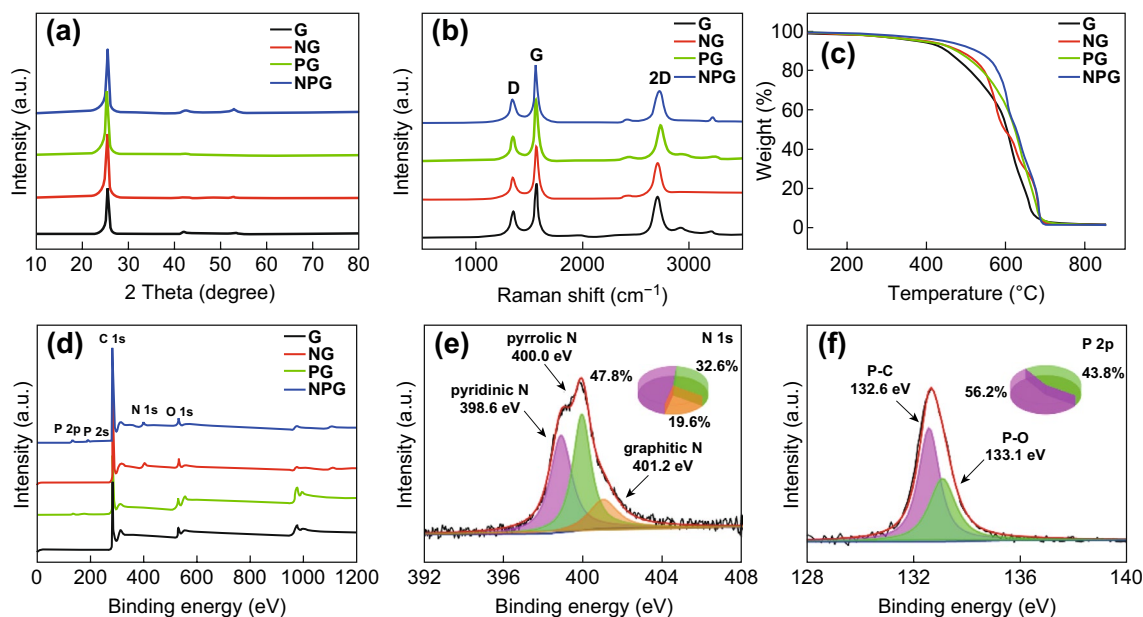 (a)
G
NG
PG
NPG
Intensity (a.u.)
10 20 30 40 50 60 70 80
2 Theta (degree)
(b)
G
NG
PG
NPG
D
G
2D
Intensity (a.u.)
1000 2000 3000
Raman shift (cm⁻¹)
(c)
G
NG
PG
NPG
Weight (%)
100
80
60
40
20
0
200 400 600 800
Temperature (°C)
(d)
C 1s
G
NG
PG
NPG
N 1s
O 1s
P 2p
P 2s
Intensity (a.u.)
0 200 400 600 800 1000 1200
Binding energy (eV)
(e)
N 1s
pyrrolic N
400.0 eV
pyridinic N
398.6 eV
47.8%
32.6%
19.6%
graphitic N
401.2 eV
Intensity (a.u.)
392 396 400 404 408
Binding energy (eV)
(f)
P 2p
P-C
132.6 eV
56.2%
43.8%
P-O
133.1 eV
Intensity (a.u.)
128 132 136 140
Binding energy (eV)